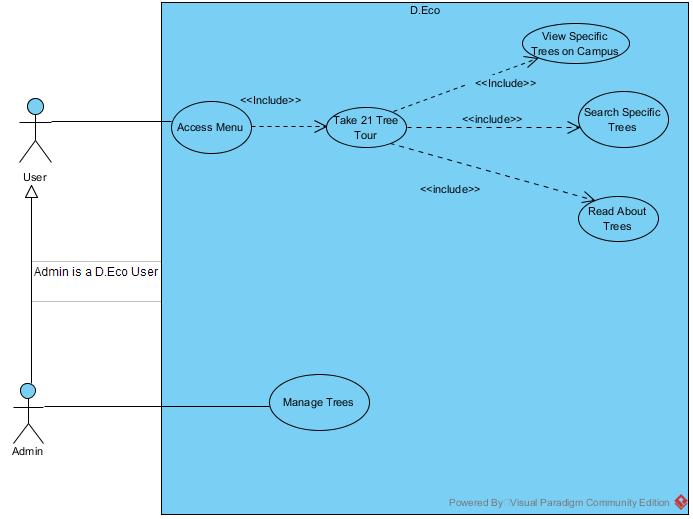 D.Eco
View Specific
Trees on Campus
<<Include>>
<<Include>>
Access Menu
Take 21 Tree
Tour
<<include>>
Search Specific
Trees
User
<<include>>
Read About
Trees
Admin is a D.Eco User
Manage Trees
Admin
Powered By Visual Paradigm Community Edition